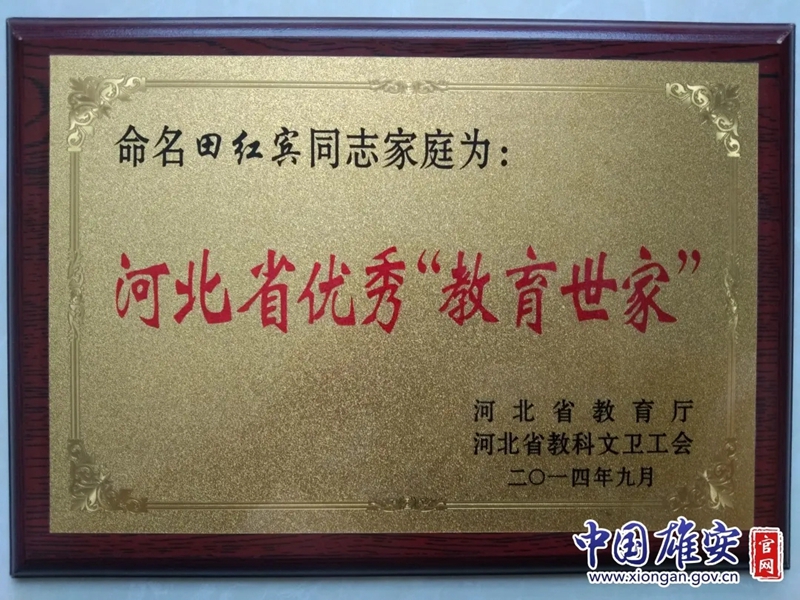 命名田红宾同志家庭为：
河北省优秀“教育世家”
河北省教育厅
河北省教科文卫工会
二〇一四年九月
中国雄安 官网
www.xiongan.gov.cn